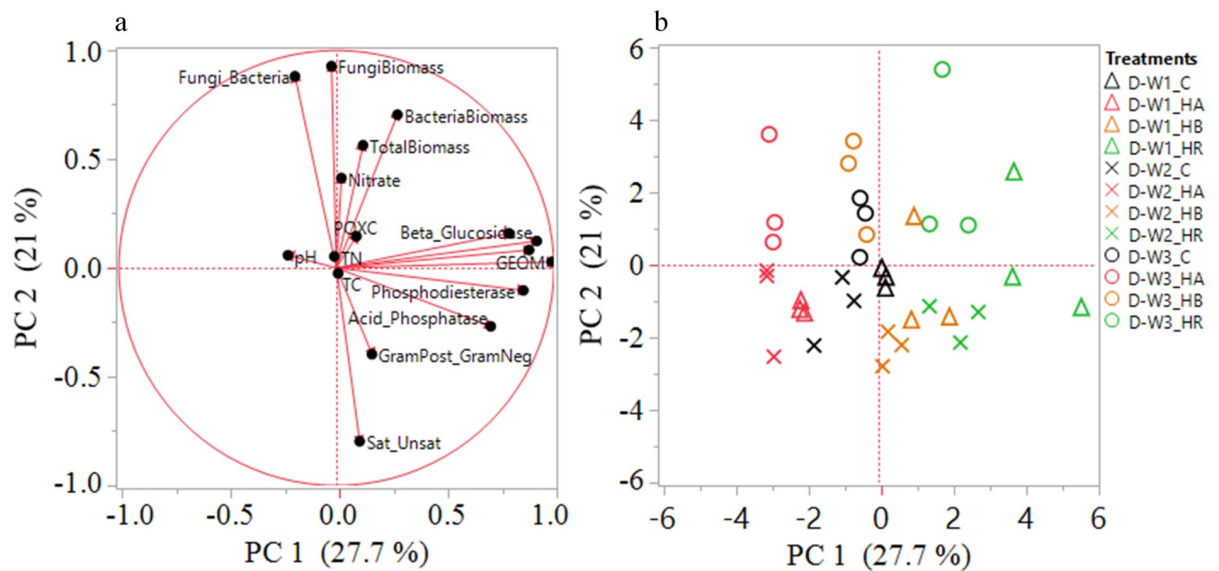 a
1.0
0.5
0.0
-0.5
-1.0
PC 2 (21 %)
Fungi_Bacteria
FungiBiomass
BacteriaBiomass
TotalBiomass
Nitrate
POXC
Beta_Glucosidase
pH
TN
GEOM
TC
Phosphodiesterase
Acid_Phosphatase
GramPost_GramNeg
Sat_Unsat
-1.0 -0.5 0.0 0.5 1.0
PC 1 (27.7 %)
b
6
4
2
0
-2
-4
-6
PC 2 (21 %)
-6 -4 -2 0 2 4 6
PC 1 (27.7 %)
Treatments
D-W1_C
D-W1_HA
D-W1_HB
D-W1_HR
D-W2_C
D-W2_HA
D-W2_HB
D-W2_HR
D-W3_C
D-W3_HA
D-W3_HB
D-W3_HR